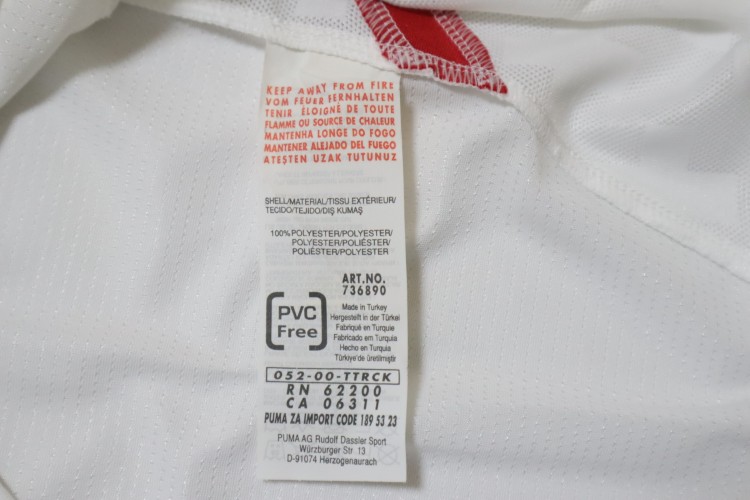 KEEP AWAY FROM FIRE
VOM FEUER FERNHALTEN
TENIR ÉLOIGNÉ DE TOUTE
FLAMME OU SOURCE DE CHALEUR
MANTENHA LONGE DO FOGO
MANTENER ALEJADO DEL FUEGO
ATEŞTEN UZAK TUTUNUZ
SHELL/MATERIAL/TISSU EXTÉRIEUR/
TECIDO/TEJIDO/DIŞ KUMAŞ
100% POLYESTER/POLYESTER/
POLYESTER/POLIÉSTER/
POLIÉSTER/POLYESTER
ART.NO.
736890
PVC
Free
Made in Turkey
Hergestellt in der Türkei
Fabriqué en Turquie
Fabricado em Turquia
Hecho en Turquia
Türkiye'de üretilmiştir
052-00-TTRCK
RN 62200
CA 06311
PUMA ZA IMPORT CODE 189 53 23
PUMA AG Rudolf Dassler Sport
Würzburger Str. 13
D-91074 Herzogenaurach